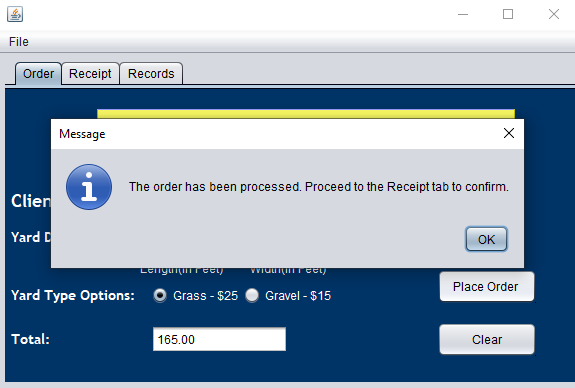 File
Order Receipt Records
Message
The order has been processed. Proceed to the Receipt tab to confirm.
OK
Clien
Yard D
Length(in Feet) Width(in Feet)
Place Order
Yard Type Options: Grass - $25 Gravel - $15
Total: 165.00 Clear